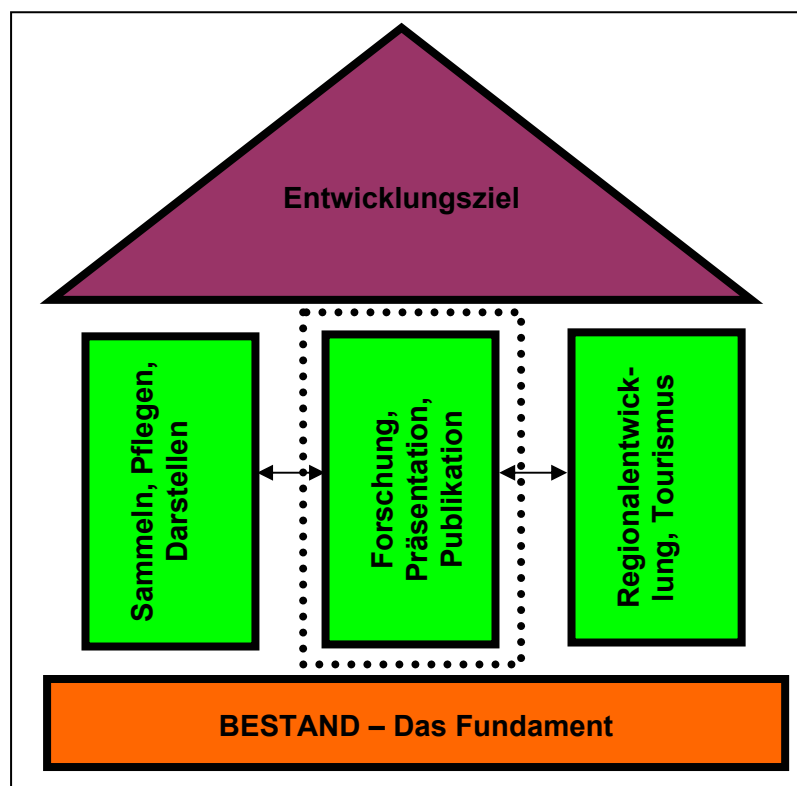 Entwicklungsziel
Sammeln, Pflegen,
Darstellen
Forschung,
Präsentation,
Publikation
Regionalentwick-
lung, Tourismus
BESTAND – Das Fundament